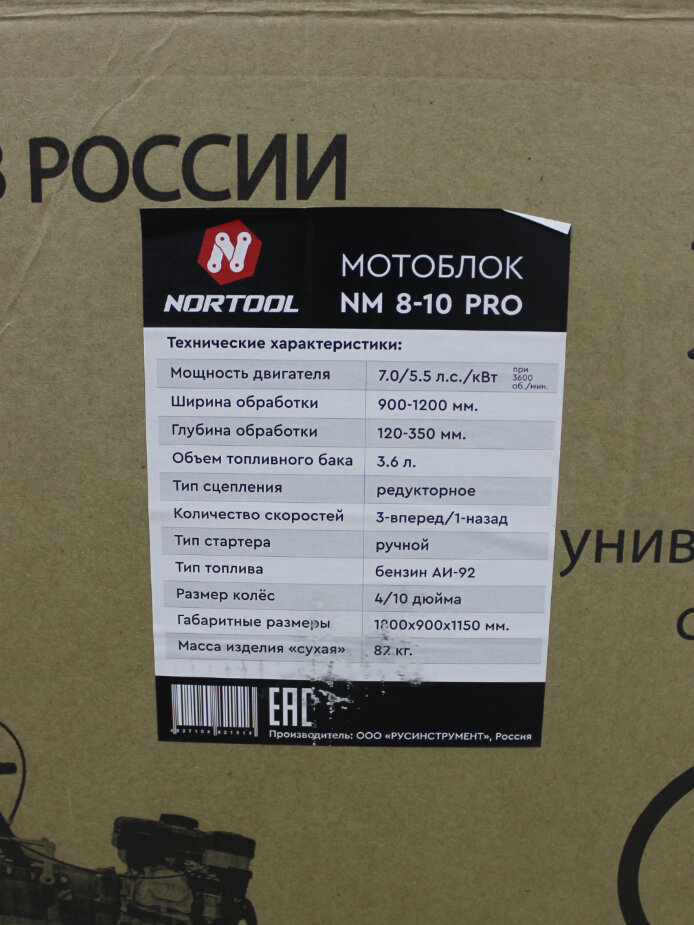 В РОССИИ
NORTOOL
МОТОБЛОК
NM 8-10 PRO
Технические характеристики:
Мощность двигателя 7.0/5.5 л.с./кВт при 3600 об./мин.
Ширина обработки 900-1200 мм.
Глубина обработки 120-350 мм.
Объем топливного бака 3.6 л.
Тип сцепления редукторное
Количество скоростей 3-вперед/1-назад
Тип стартера ручной
Тип топлива бензин АИ-92
Размер колёс 4/10 дюйма
Габаритные размеры 1800х900х1150 мм.
Масса изделия «сухая» 82 кг.
EAC
Производитель: ООО «РУСИНСТРУМЕНТ», Россия
унив